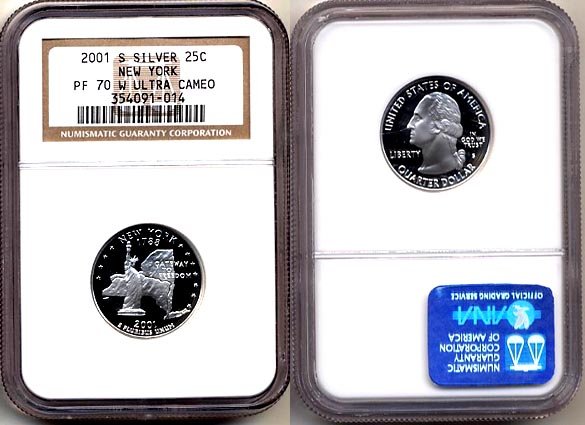 2001 S SILVER 25C
NEW YORK
PF 70 W ULTRA CAMEO
354091-014
NUMISMATIC GUARANTY CORPORATION
NEW YORK
1788
GATEWAY
TO
FREEDOM
2001
E PLURIBUS UNUM
UNITED STATES OF AMERICA
LIBERTY
IN
GOD WE
TRUST
S
QUARTER DOLLAR
NUMISMATIC
GUARANTY
CORPORATION
OF AMERICA
ANA
OFFICIAL GRADING
SERVICE